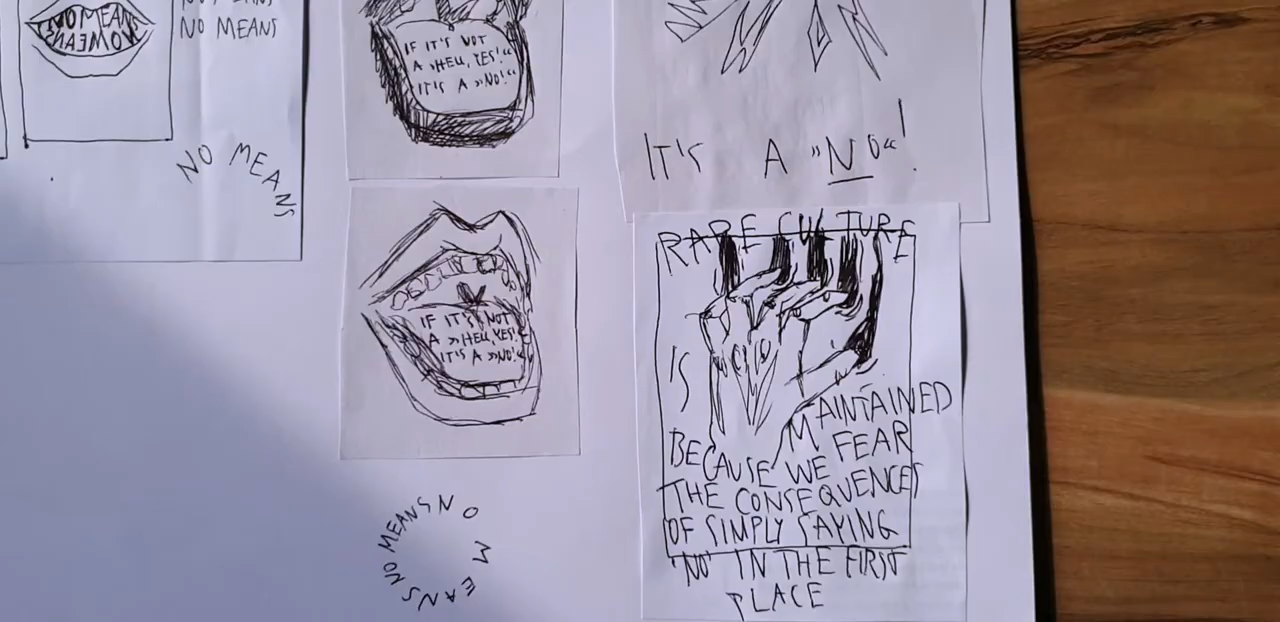 NO MEANS
NO MEANS
NO MEANS
NO MEANS
IF IT'S NOT
A »HELL, YES!«
IT'S A »NO!«
IT'S A »NO«!
IF IT'S NOT
A »HELL YES!
IT'S A »NO!«
NO MEANS NO MEANS
RAPE CULTURE
IS
MAINTAINED
BECAUSE WE FEAR
THE CONSEQUENCES
OF SIMPLY SAYING
'NO' IN THE FIRST
PLACE